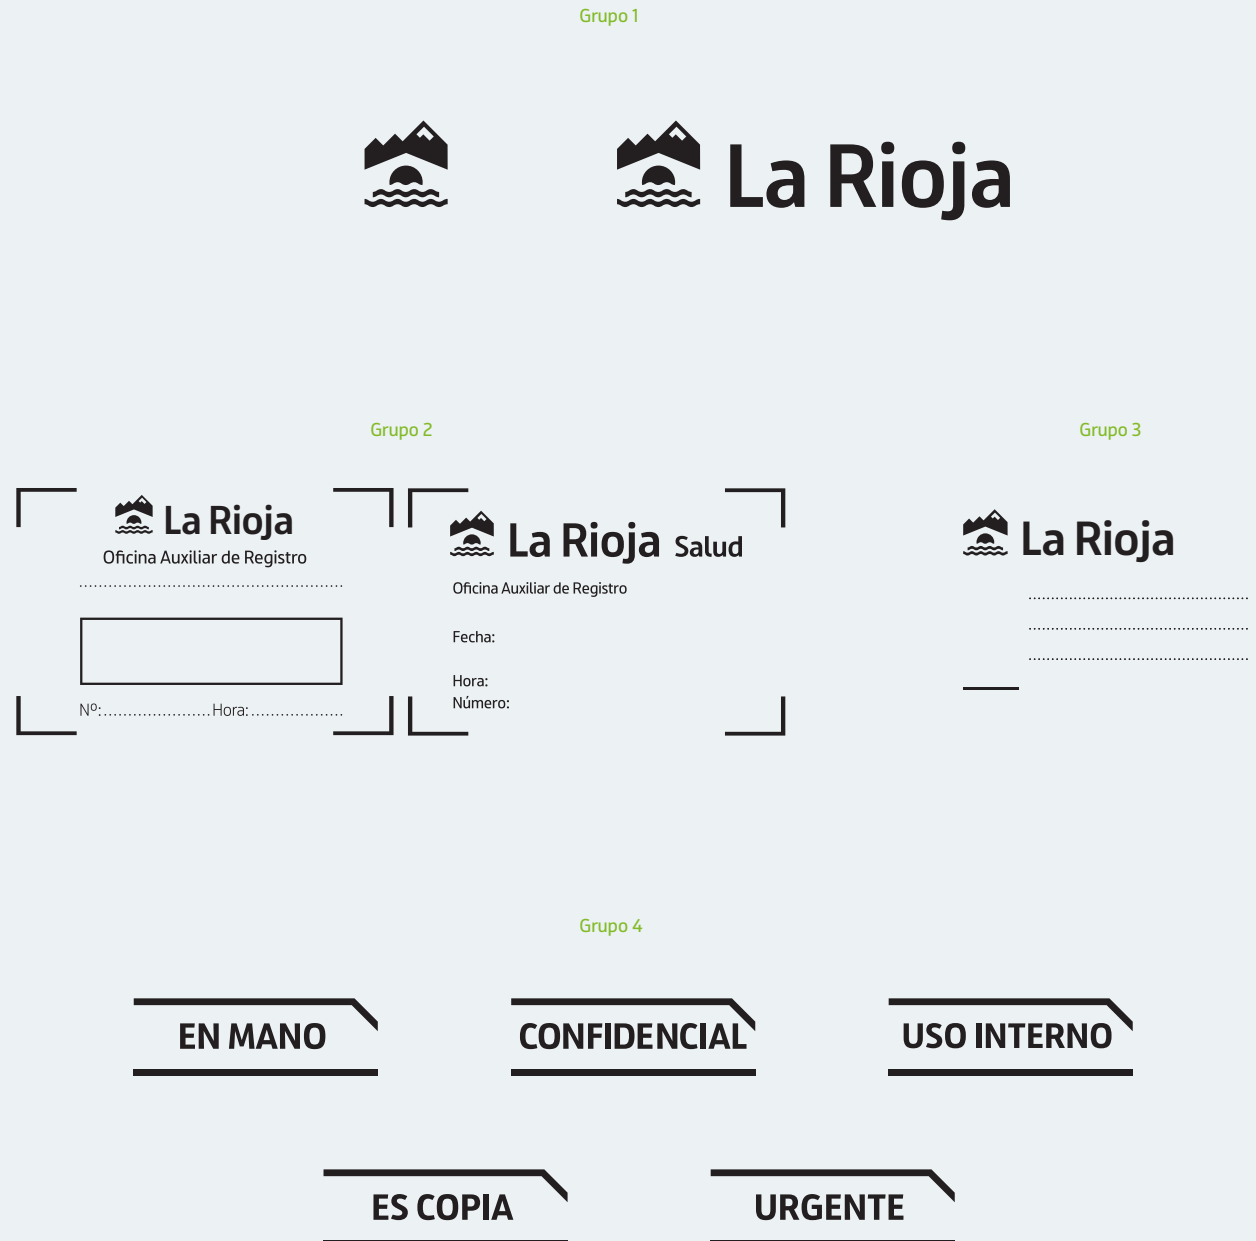 Grupo 1
La Rioja
Grupo 2
Grupo 3
La Rioja
Oficina Auxiliar de Registro
Nº:......................Hora:...................
La Rioja Salud
Oficina Auxiliar de Registro
Fecha:
Hora:
Número:
La Rioja
Grupo 4
EN MANO
CONFIDENCIAL
USO INTERNO
ES COPIA
URGENTE